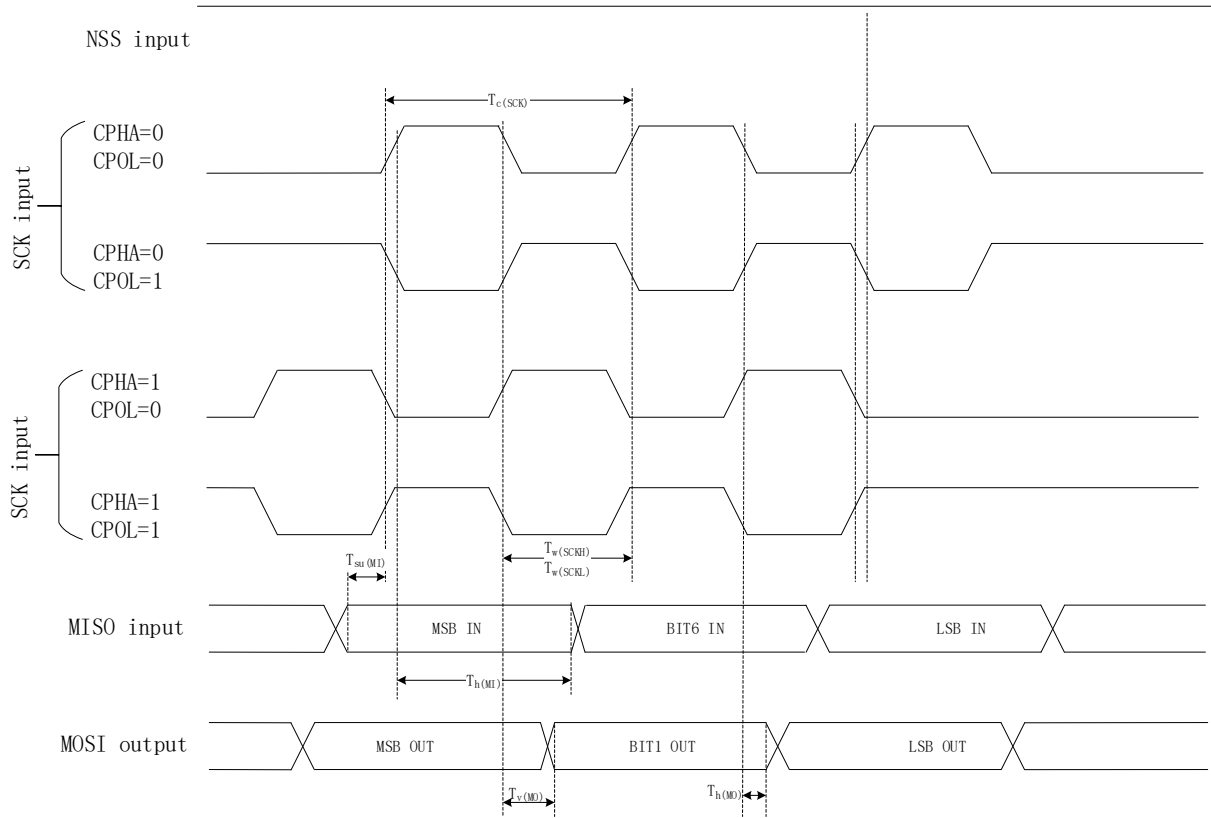 NSS input
Tc(SCK)
SCK input
CPHA=0
CPOL=0
CPHA=0
CPOL=1
SCK input
CPHA=1
CPOL=0
CPHA=1
CPOL=1
Tsu(MI)
Tw(SCKH)
Tw(SCKL)
MISO input
MSB IN
BIT6 IN
LSB IN
Th(MI)
MOSI output
MSB OUT
BIT1 OUT
LSB OUT
Tv(MO)
Th(MO)